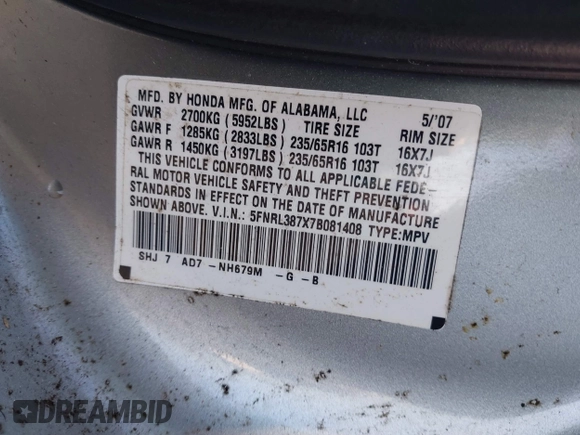 MFD. BY HONDA MFG. OF ALABAMA, LLC 5/'07
GVWR 2700KG (5952LBS) TIRE SIZE RIM SIZE
GAWR F 1285KG (2833LBS) 235/65R16 103T 16X7J
GAWR R 1450KG (3197LBS) 235/65R16 103T 16X7J
THIS VEHICLE CONFORMS TO ALL APPLICABLE FEDE-
RAL MOTOR VEHICLE SAFETY AND THEFT PREVENTION
STANDARDS IN EFFECT ON THE DATE OF MANUFACTURE
SHOWN ABOVE. V.I.N.: 5FNRL387X7B081408 TYPE:MPV
SHJ 7 AD7 -NH679M -G -B
DREAMBID